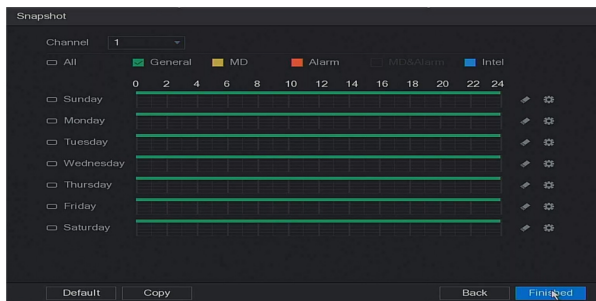 Snapshot
Channel 1
All General MD Alarm MD&Alarm Intel
0 2 4 6 8 10 12 14 16 18 20 22 24
Sunday
Monday
Tuesday
Wednesday
Thursday
Friday
Saturday
Default Copy Back Finished